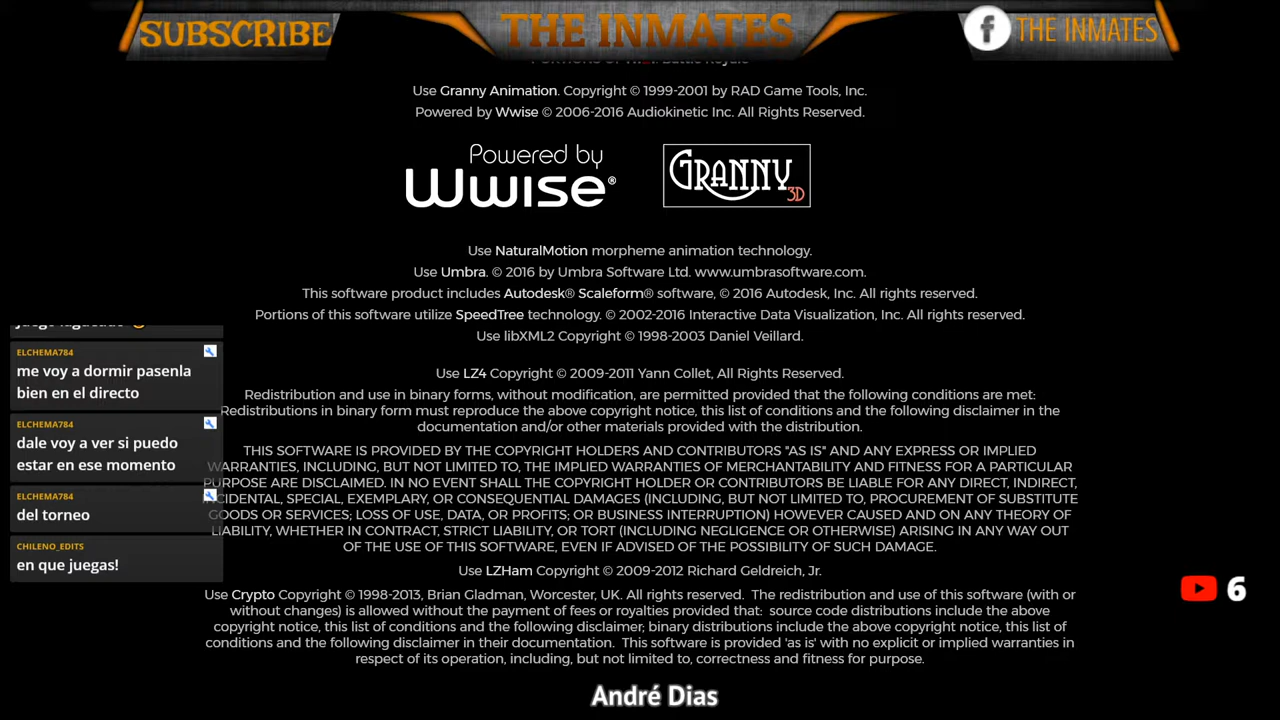 SUBSCRIBE
THE INMATES
THE INMATES
Battle Royale
Use Granny Animation. Copyright © 1999-2001 by RAD Game Tools, Inc.
Powered by Wwise © 2006-2016 Audiokinetic Inc. All Rights Reserved.
Powered by
Wwise®
GRANNY
3D
Use NaturalMotion morpheme animation technology.
Use Umbra. © 2016 by Umbra Software Ltd. www.umbrasoftware.com.
This software product includes Autodesk® Scaleform® software, © 2016 Autodesk, Inc. All rights reserved.
Portions of this software utilize SpeedTree technology. © 2002-2016 Interactive Data Visualization, Inc. All rights reserved.
Use libXML2 Copyright © 1998-2003 Daniel Veillard.
Use LZ4 Copyright © 2009-2011 Yann Collet, All Rights Reserved.
Redistribution and use in binary forms, without modification, are permitted provided that the following conditions are met:
Redistributions in binary form must reproduce the above copyright notice, this list of conditions and the following disclaimer in the
documentation and/or other materials provided with the distribution.
THIS SOFTWARE IS PROVIDED BY THE COPYRIGHT HOLDERS AND CONTRIBUTORS "AS IS" AND ANY EXPRESS OR IMPLIED
WARRANTIES, INCLUDING, BUT NOT LIMITED TO, THE IMPLIED WARRANTIES OF MERCHANTABILITY AND FITNESS FOR A PARTICULAR
PURPOSE ARE DISCLAIMED. IN NO EVENT SHALL THE COPYRIGHT HOLDER OR CONTRIBUTORS BE LIABLE FOR ANY DIRECT, INDIRECT,
INCIDENTAL, SPECIAL, EXEMPLARY, OR CONSEQUENTIAL DAMAGES (INCLUDING, BUT NOT LIMITED TO, PROCUREMENT OF SUBSTITUTE
GOODS OR SERVICES; LOSS OF USE, DATA, OR PROFITS; OR BUSINESS INTERRUPTION) HOWEVER CAUSED AND ON ANY THEORY OF
LIABILITY, WHETHER IN CONTRACT, STRICT LIABILITY, OR TORT (INCLUDING NEGLIGENCE OR OTHERWISE) ARISING IN ANY WAY OUT
OF THE USE OF THIS SOFTWARE, EVEN IF ADVISED OF THE POSSIBILITY OF SUCH DAMAGE.
Use LZHam Copyright © 2009-2012 Richard Geldreich, Jr.
Use Crypto Copyright © 1998-2013, Brian Gladman, Worcester, UK. All rights reserved. The redistribution and use of this software (with or
without changes) is allowed without the payment of fees or royalties provided that: source code distributions include the above
copyright notice, this list of conditions and the following disclaimer; binary distributions include the above copyright notice, this list of
conditions and the following disclaimer in their documentation. This software is provided 'as is' with no explicit or implied warranties in
respect of its operation, including, but not limited to, correctness and fitness for purpose.
ELCHEMA784
me voy a dormir pasenla
bien en el directo
ELCHEMA784
dale voy a ver si puedo
estar en ese momento
ELCHEMA784
del torneo
CHILENO_EDITS
en que juegas!
6
André Dias